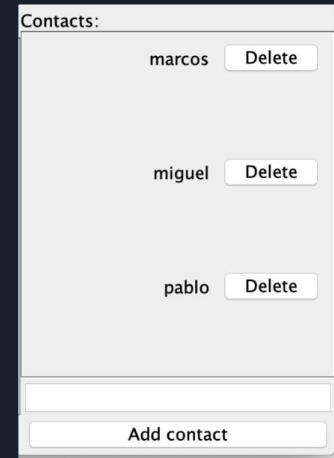 Contacts:
marcos Delete
miguel Delete
pablo Delete
Add contact